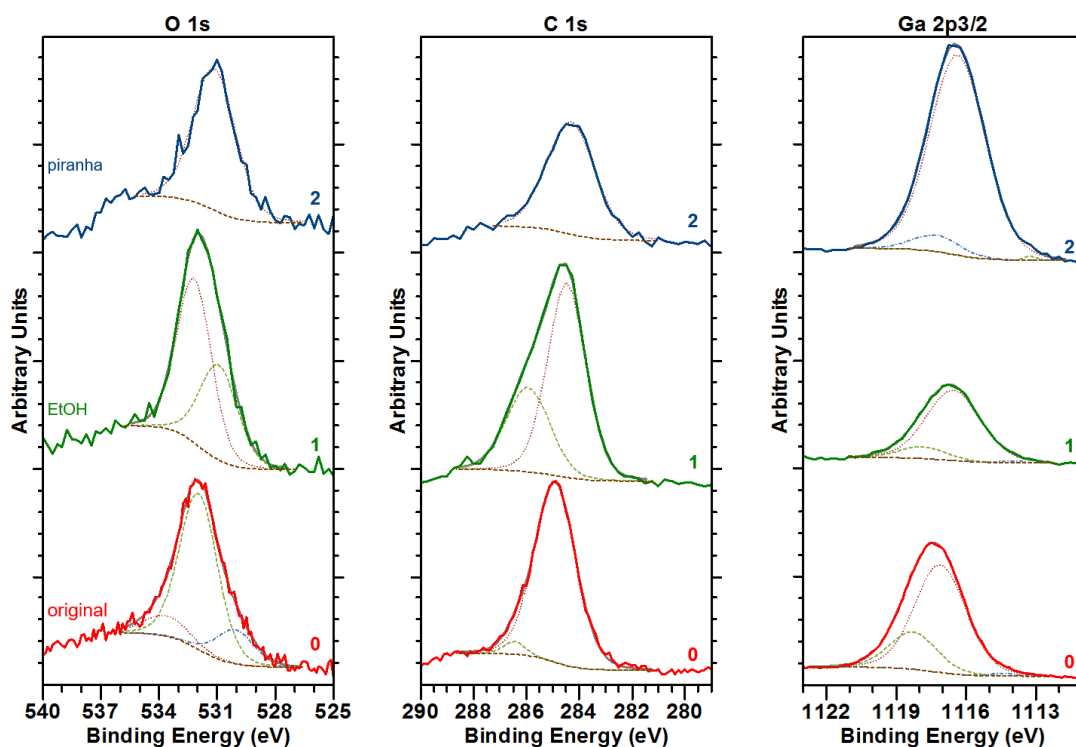 O 1s
C 1s
Ga 2p3/2
Arbitrary Units
piranha
2
EtOH
1
original
0
540 537 534 531 528 525
Binding Energy (eV)
Arbitrary Units
2
1
0
290 288 286 284 282 280
Binding Energy (eV)
Arbitrary Units
2
1
0
1122 1119 1116 1113
Binding Energy (eV)